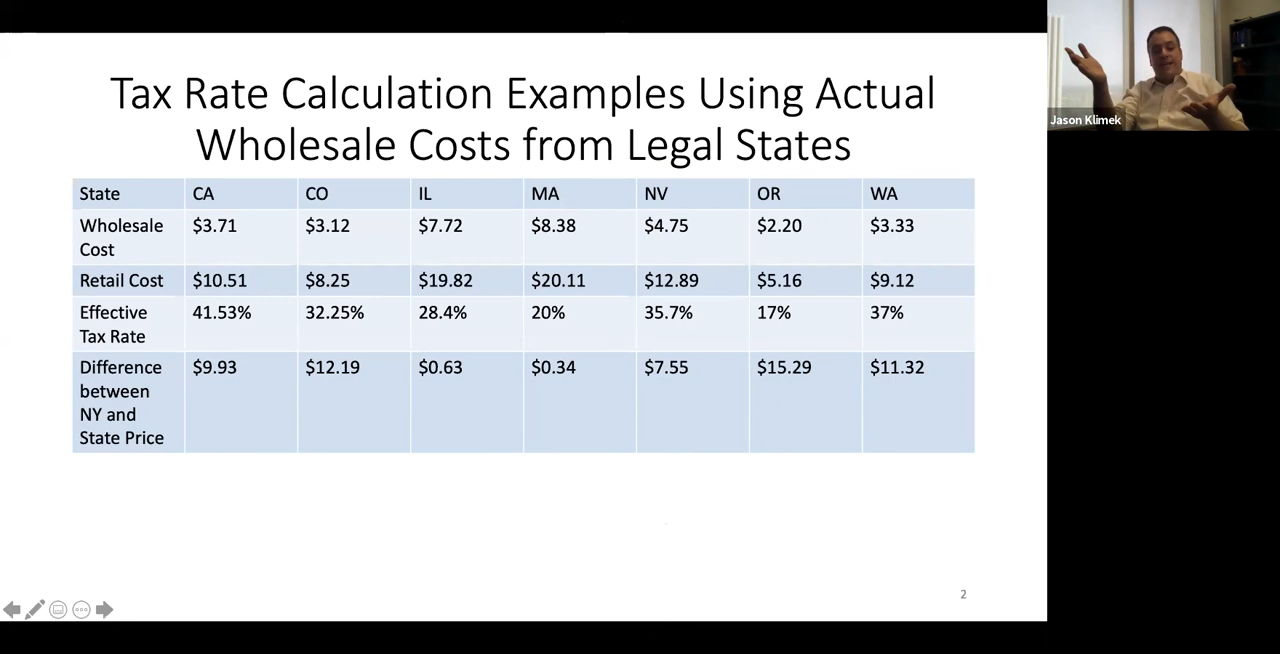 Tax Rate Calculation Examples Using Actual
Wholesale Costs from Legal States
State CA CO IL MA NV OR WA
Wholesale Cost $3.71 $3.12 $7.72 $8.38 $4.75 $2.20 $3.33
Retail Cost $10.51 $8.25 $19.82 $20.11 $12.89 $5.16 $9.12
Effective Tax Rate 41.53% 32.25% 28.4% 20% 35.7% 17% 37%
Difference between NY and State Price $9.93 $12.19 $0.63 $0.34 $7.55 $15.29 $11.32
2
Jason Klimek